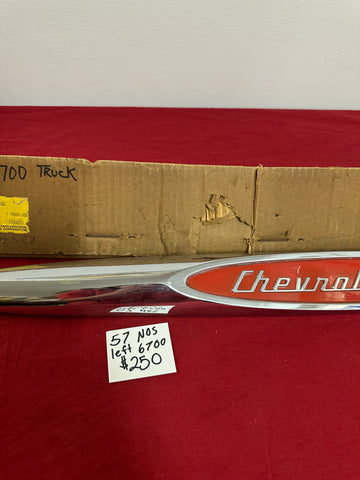 700 TRUCK
Chevrol
57 NOS
left 6700
$250